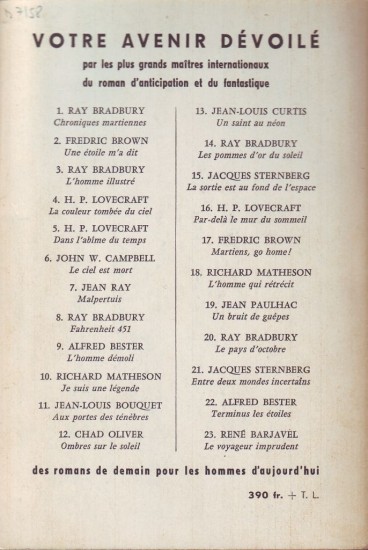 VOTRE AVENIR DÉVOILÉ
par les plus grands maîtres internationaux
du roman d'anticipation et du fantastique
1. RAY BRADBURY
Chroniques martiennes
2. FREDRIC BROWN
Une étoile m'a dit
3. RAY BRADBURY
L'homme illustré
4. H. P. LOVECRAFT
La couleur tombée du ciel
5. H. P. LOVECRAFT
Dans l'abîme du temps
6. JOHN W. CAMPBELL
Le ciel est mort
7. JEAN RAY
Malpertuis
8. RAY BRADBURY
Fahrenheit 451
9. ALFRED BESTER
L'homme démoli
10. RICHARD MATHESON
Je suis une légende
11. JEAN-LOUIS BOUQUET
Aux portes des ténèbres
12. CHAD OLIVER
Ombres sur le soleil
13. JEAN-LOUIS CURTIS
Un saint au néon
14. RAY BRADBURY
Les pommes d'or du soleil
15. JACQUES STERNBERG
La sortie est au fond de l'espace
16. H. P. LOVECRAFT
Par-delà le mur du sommeil
17. FREDRIC BROWN
Martiens, go home!
18. RICHARD MATHESON
L'homme qui rétrécit
19. JEAN PAULHAC
Un bruit de guêpes
20. RAY BRADBURY
Le pays d'octobre
21. JACQUES STERNBERG
Entre deux mondes incertains
22. ALFRED BESTER
Terminus les étoiles
23. RENÉ BARJAVEL
Le voyageur imprudent
des romans de demain pour les hommes d'aujourd'hui
390 fr. + T. L.